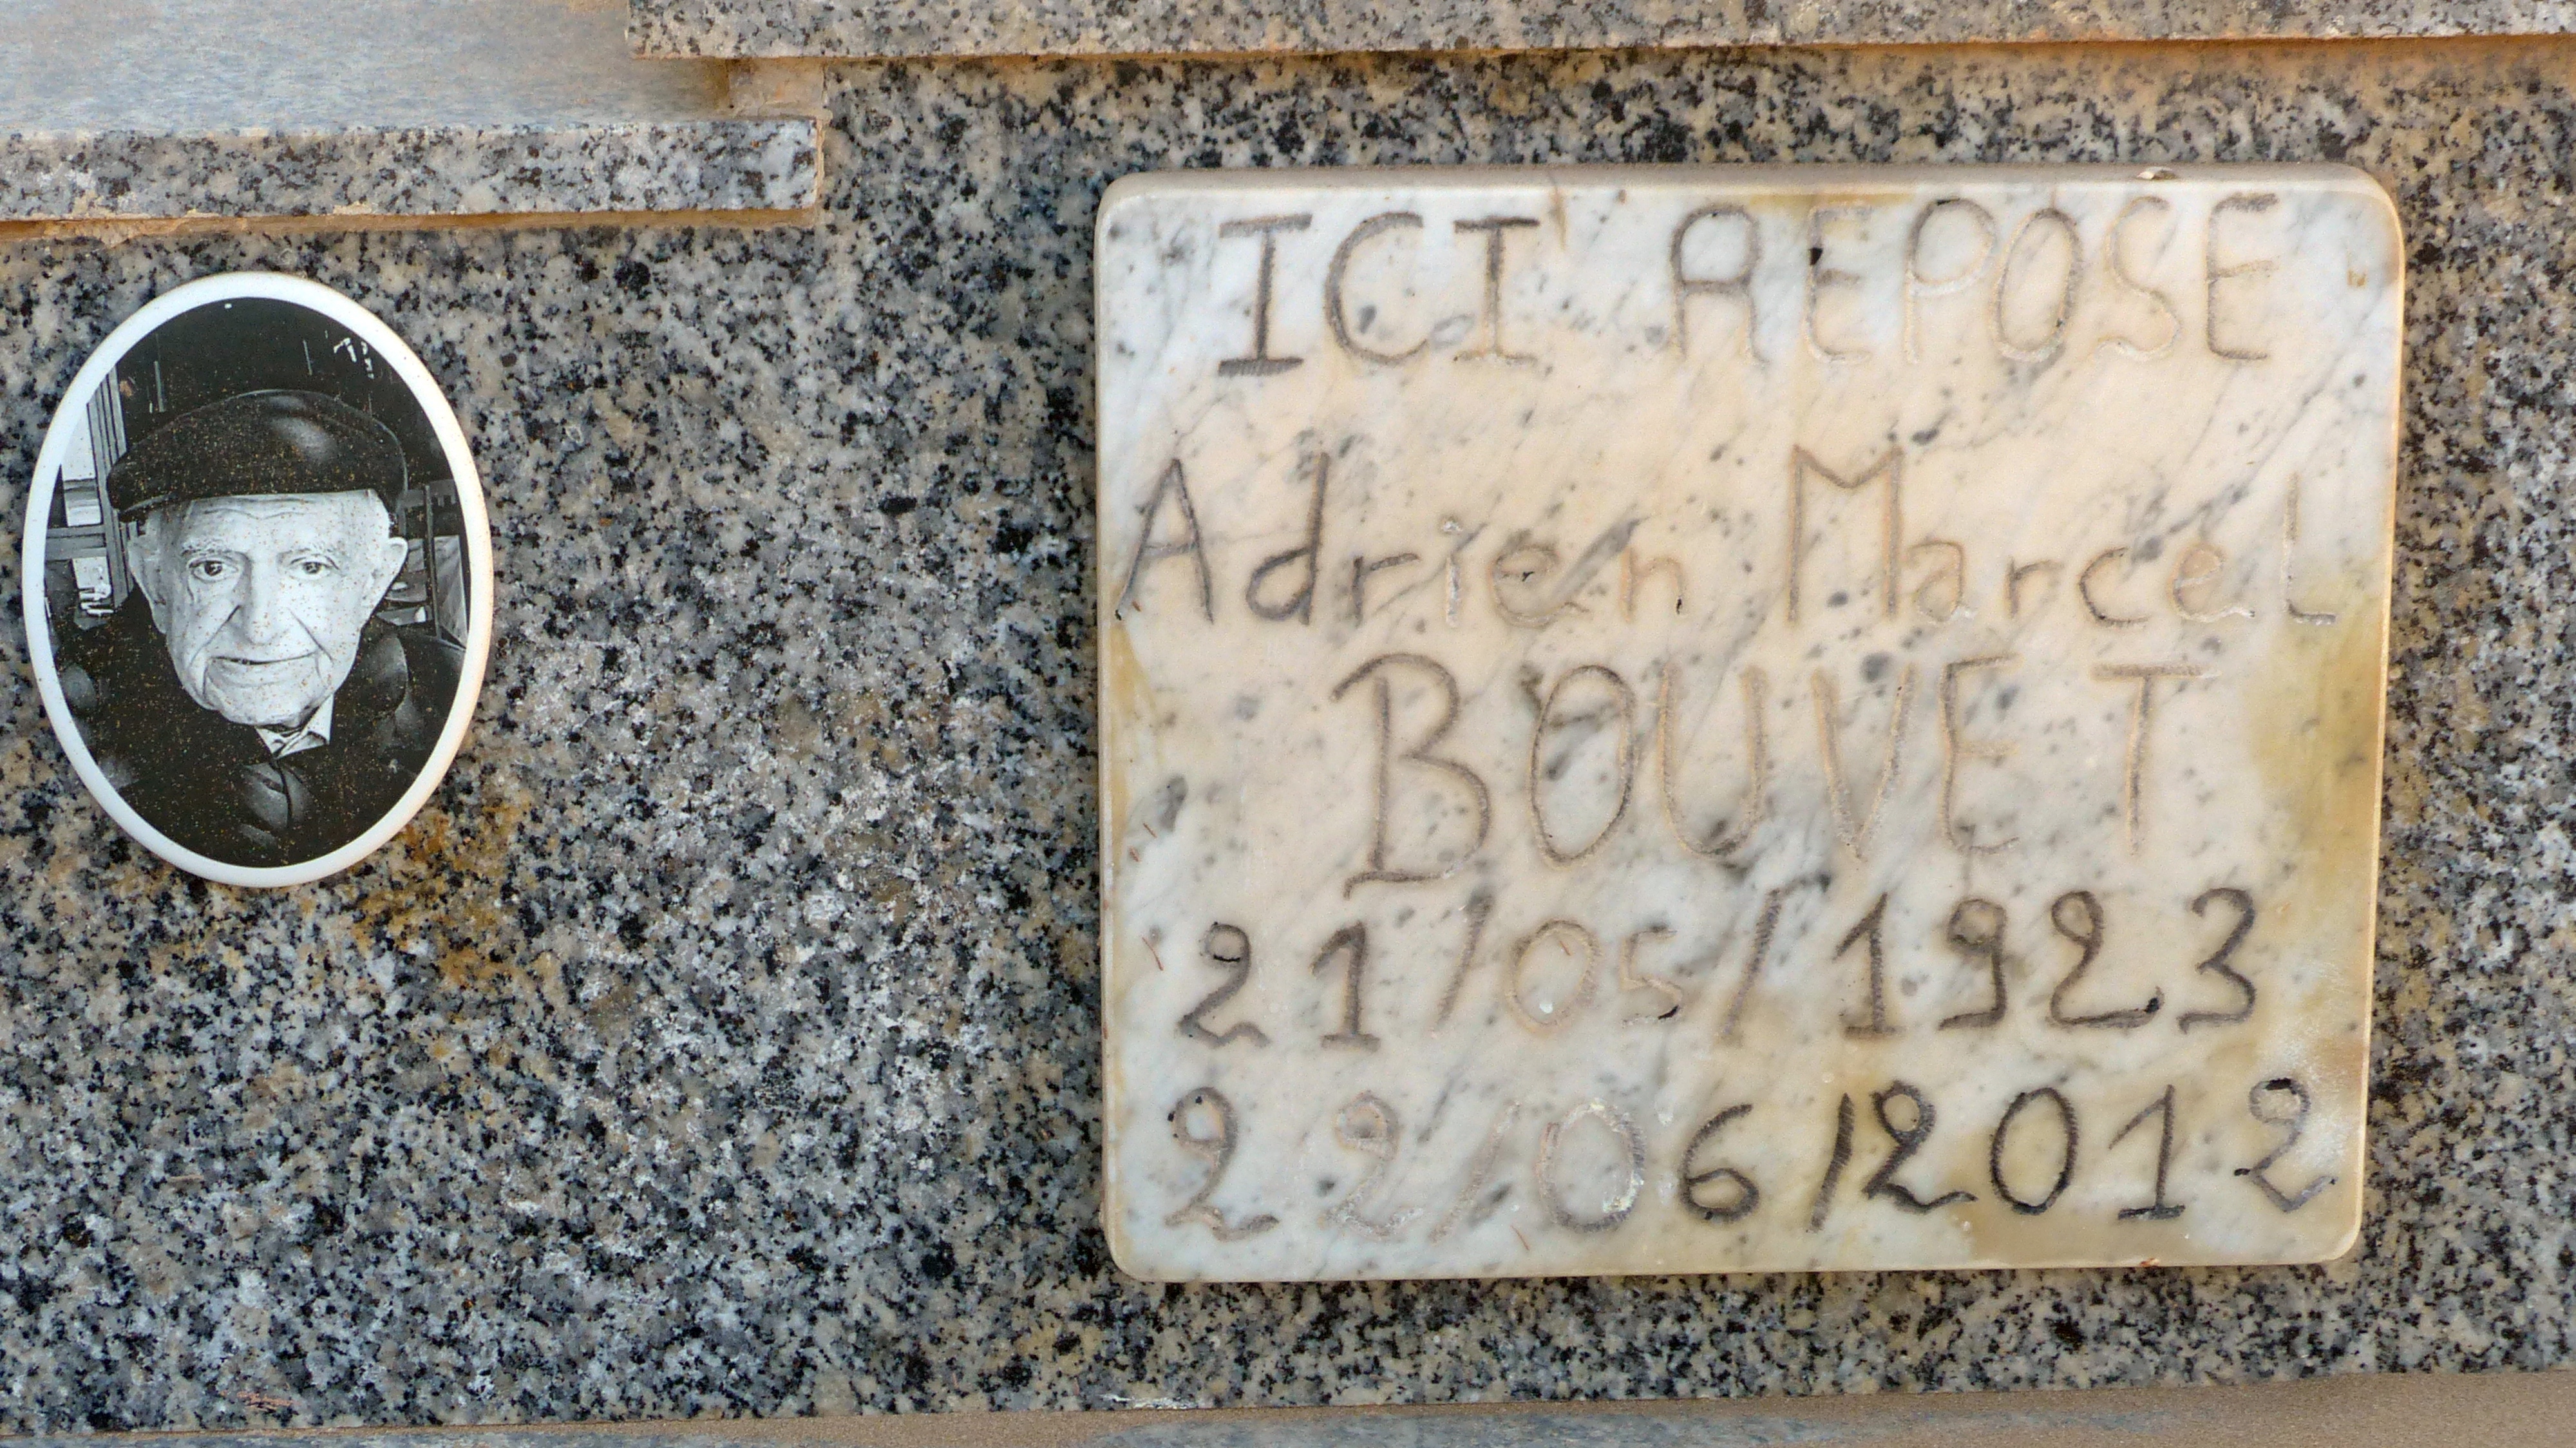 ICI REPOSE
Adrien Marcel
BOUVET
21/05/1923
22/06/2012